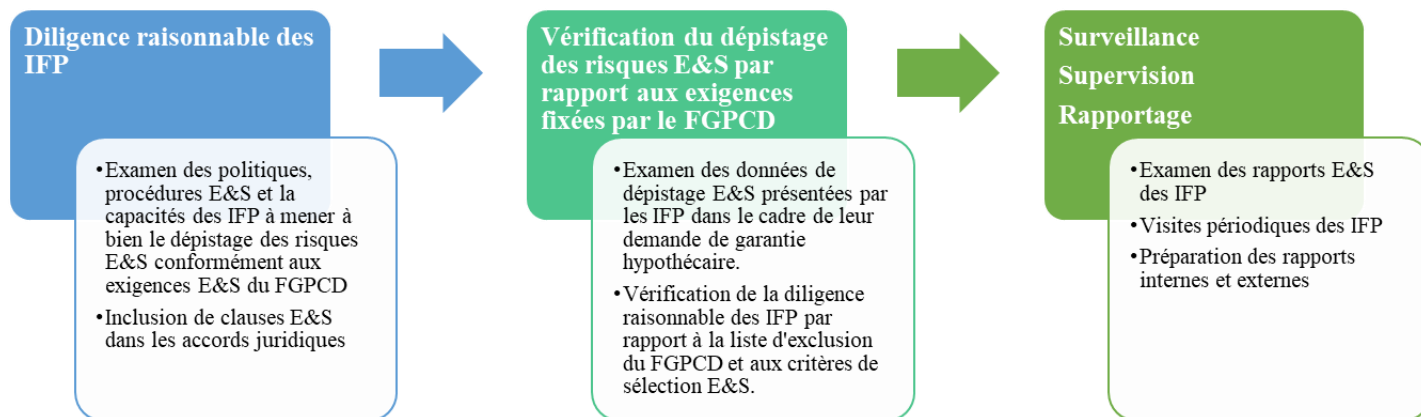 Diligence raisonnable des
IFP
•Examen des politiques,
procédures E&S et la
capacités des IFP à mener à
bien le dépistage des risques
E&S conformément aux
exigences E&S du FGPCD
•Inclusion de clauses E&S
dans les accords juridiques
Vérification du dépistage
des risques E&S par
rapport aux exigences
fixées par le FGPCD
•Examen des données de
dépistage E&S présentées par
les IFP dans le cadre de leur
demande de garantie
hypothécaire.
•Vérification de la diligence
raisonnable des IFP par
rapport à la liste d'exclusion
du FGPCD et aux critères de
sélection E&S.
Surveillance
Supervision
Rapportage
•Examen des rapports E&S
des IFP
•Visites périodiques des IFP
•Préparation des rapports
internes et externes